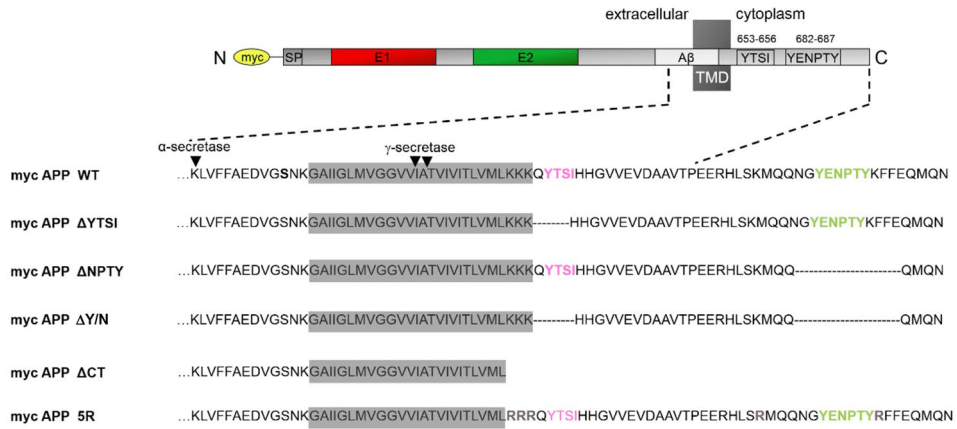 extracellular cytoplasm
653-656 682-687
N myc SP E1 E2 Aβ YTSI YENPTY C
TMD
α-secretase γ-secretase
myc APP WT ...KLVFFAEDVGSNKGAIIGLMVGGVVIATVIVITLVMLKKKQYTSIHHGVVEVDAAVTPEERHLSKMQQNGYENPTYKFFEQMQN
myc APP ΔYTSI ...KLVFFAEDVGSNKGAIIGLMVGGVVIATVIVITLVMLKKK--------HHGVVEVDAAVTPEERHLSKMQQNGYENPTYKFFEQMQN
myc APP ΔNPTY ...KLVFFAEDVGSNKGAIIGLMVGGVVIATVIVITLVMLKKKQYTSIHHGVVEVDAAVTPEERHLSKMQQ----------------------QMQN
myc APP ΔY/N ...KLVFFAEDVGSNKGAIIGLMVGGVVIATVIVITLVMLKKK---------HHGVVEVDAAVTPEERHLSKMQQ----------------------QMQN
myc APP ΔCT ...KLVFFAEDVGSNKGAIIGLMVGGVVIATVIVITLVML
myc APP 5R ...KLVFFAEDVGSNKGAIIGLMVGGVVIATVIVITLVMLRRRQYTSIHHGVVEVDAAVTPEERHLSRMQQNGYENPTYRFFEQMQN